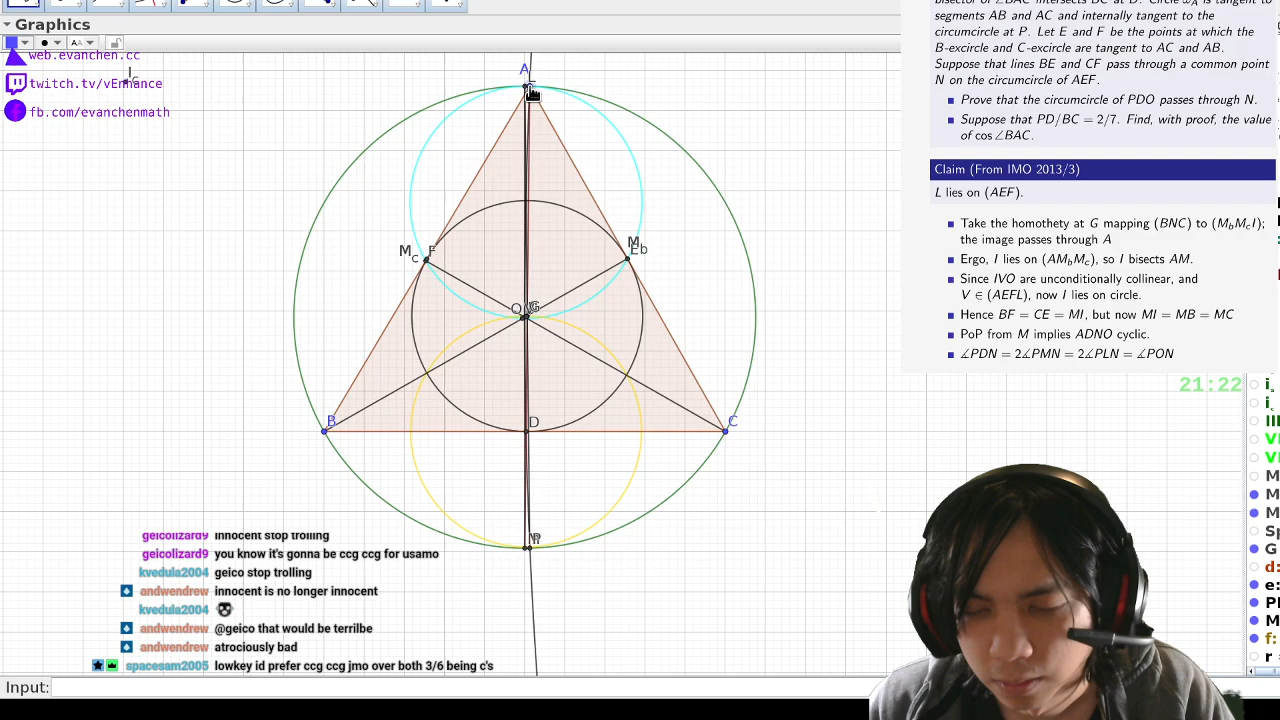 Graphics
web.evanchen.cc
twitch.tv/vEnhance
fb.com/evanchenmath
bisector of ∠BAC intersects BC at D. Circle ω_A is tangent to
segments AB and AC and internally tangent to the
circumcircle at P. Let E and F be the points at which the
B-excircle and C-excircle are tangent to AC and AB.
Suppose that lines BE and CF pass through a common point
N on the circumcircle of AEF.
Prove that the circumcircle of PDO passes through N.
Suppose that PD/BC = 2/7. Find, with proof, the value
of cos ∠BAC.
Claim (From IMO 2013/3)
L lies on (AEF).
Take the homothety at G mapping (BNC) to (M_bM_cI);
the image passes through A
Ergo, I lies on (AM_bM_c), so I bisects AM.
Since IVO are unconditionally collinear, and
V ∈ (AEFL), now I lies on circle.
Hence BF = CE = MI, but now MI = MB = MC
PoP from M implies ADNO cyclic.
∠PDN = 2∠PMN = 2∠PLN = ∠PON
21:22
A
M_c
F
E
B
D
C
O
G
geicolizard9 innocent stop trolling
geicolizard9 you know it's gonna be ccg ccg for usamo
kvedula2004 geico stop trolling
andwendrew innocent is no longer innocent
kvedula2004
andwendrew @geico that would be terrilbe
andwendrew atrociously bad
spacesam2005 lowkey id prefer ccg ccg jmo over both 3/6 being c's
Input: